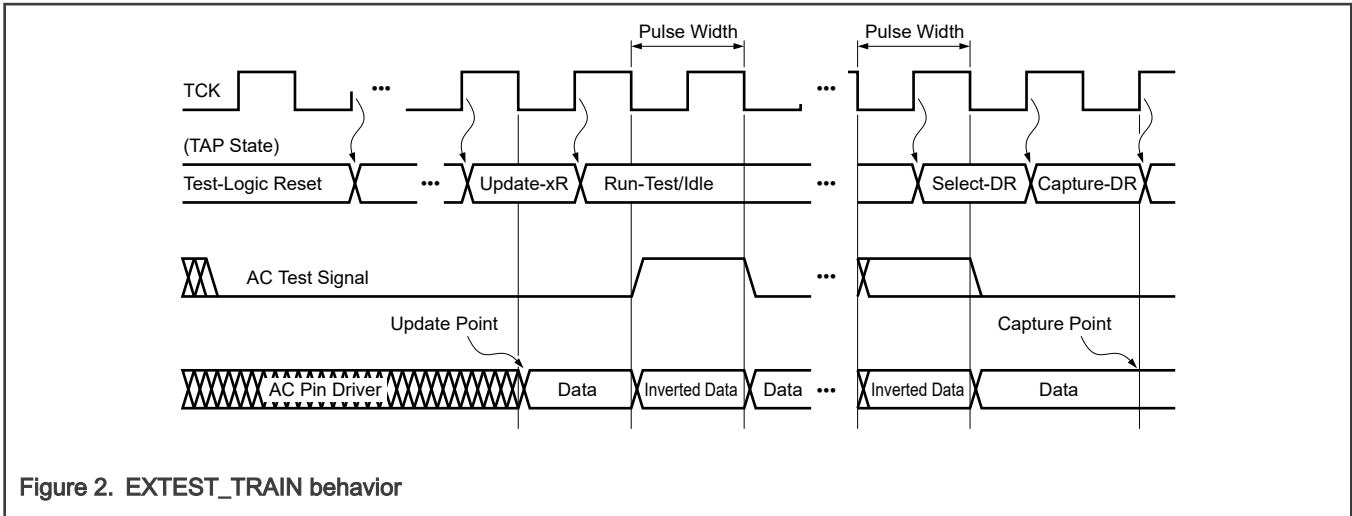 Pulse Width Pulse Width
TCK ••• •••
(TAP State)
Test-Logic Reset ••• Update-xR Run-Test/Idle ••• Select-DR Capture-DR
AC Test Signal •••
Update Point Capture Point
AC Pin Driver Data Inverted Data Data ••• Inverted Data Data
Figure 2. EXTEST_TRAIN behavior